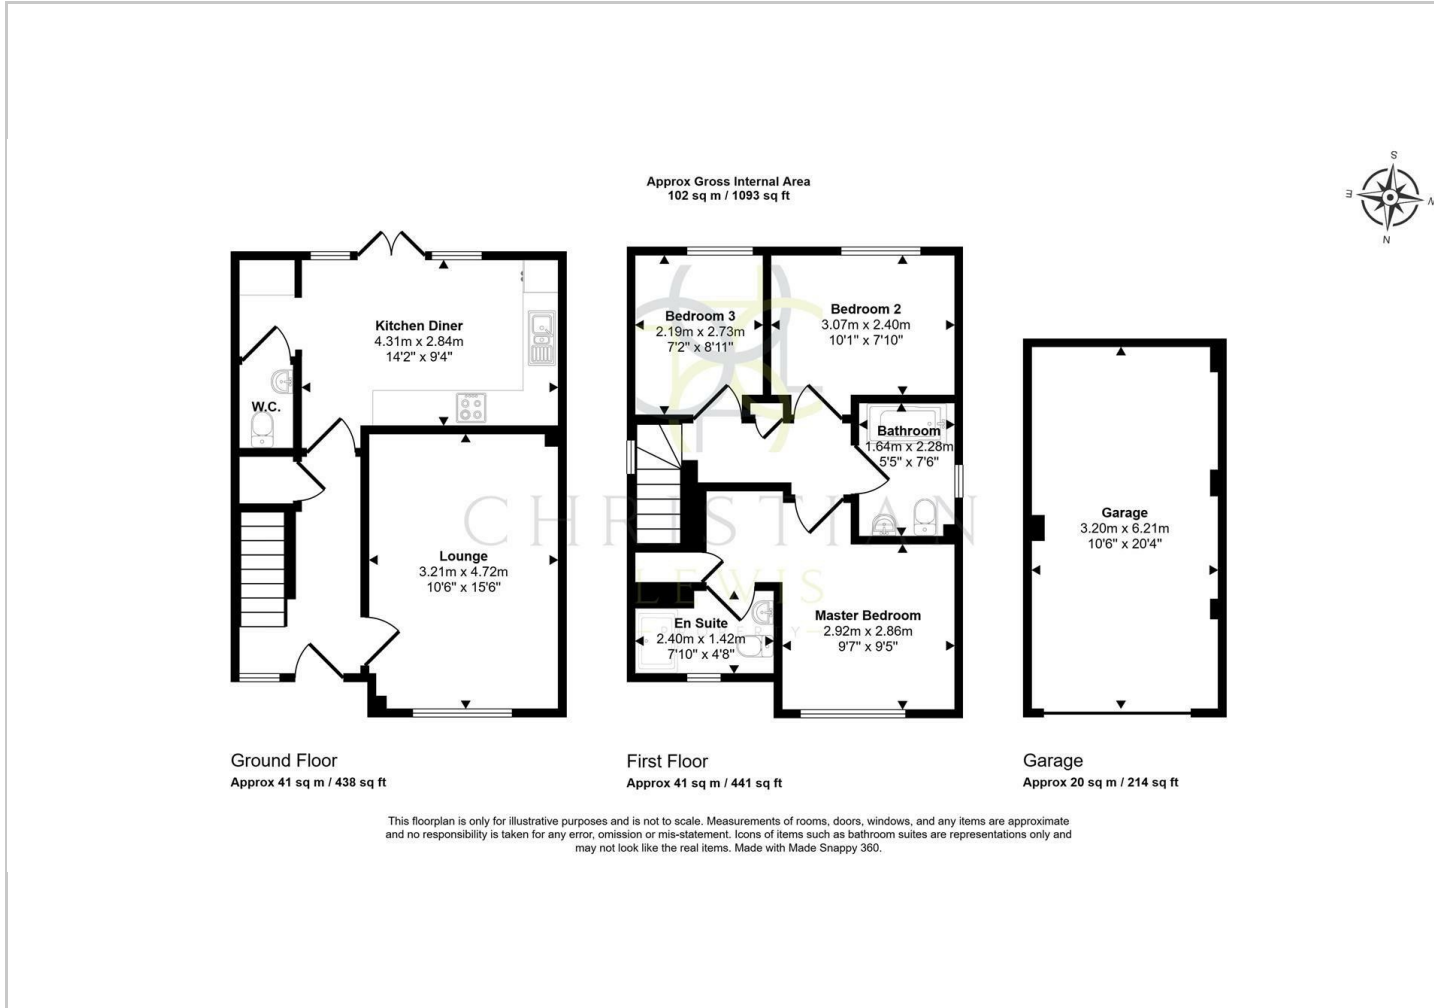 Approx Gross Internal Area
102 sq m / 1093 sq ft
S
E
W
N
Kitchen Diner
4.31m x 2.84m
14'2" x 9'4"
W.C.
Lounge
3.21m x 4.72m
10'6" x 15'6"
Ground Floor
Approx 41 sq m / 438 sq ft
Bedroom 3
2.19m x 2.73m
7'2" x 8'11"
Bedroom 2
3.07m x 2.40m
10'1" x 7'10"
Bathroom
1.64m x 2.28m
5'5" x 7'6"
CHRISTIAN
LEWIS
En Suite
2.40m x 1.42m
7'10" x 4'8"
Master Bedroom
2.92m x 2.86m
9'7" x 9'5"
First Floor
Approx 41 sq m / 441 sq ft
Garage
3.20m x 6.21m
10'6" x 20'4"
Garage
Approx 20 sq m / 214 sq ft
This floorplan is only for illustrative purposes and is not to scale. Measurements of rooms, doors, windows, and any items are approximate
and no responsibility is taken for any error, omission or mis-statement. Icons of items such as bathroom suites are representations only and
may not look like the real items. Made with Made Snappy 360.